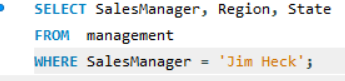 SELECT SalesManager, Region, State
FROM management
WHERE SalesManager = 'Jim Heck';